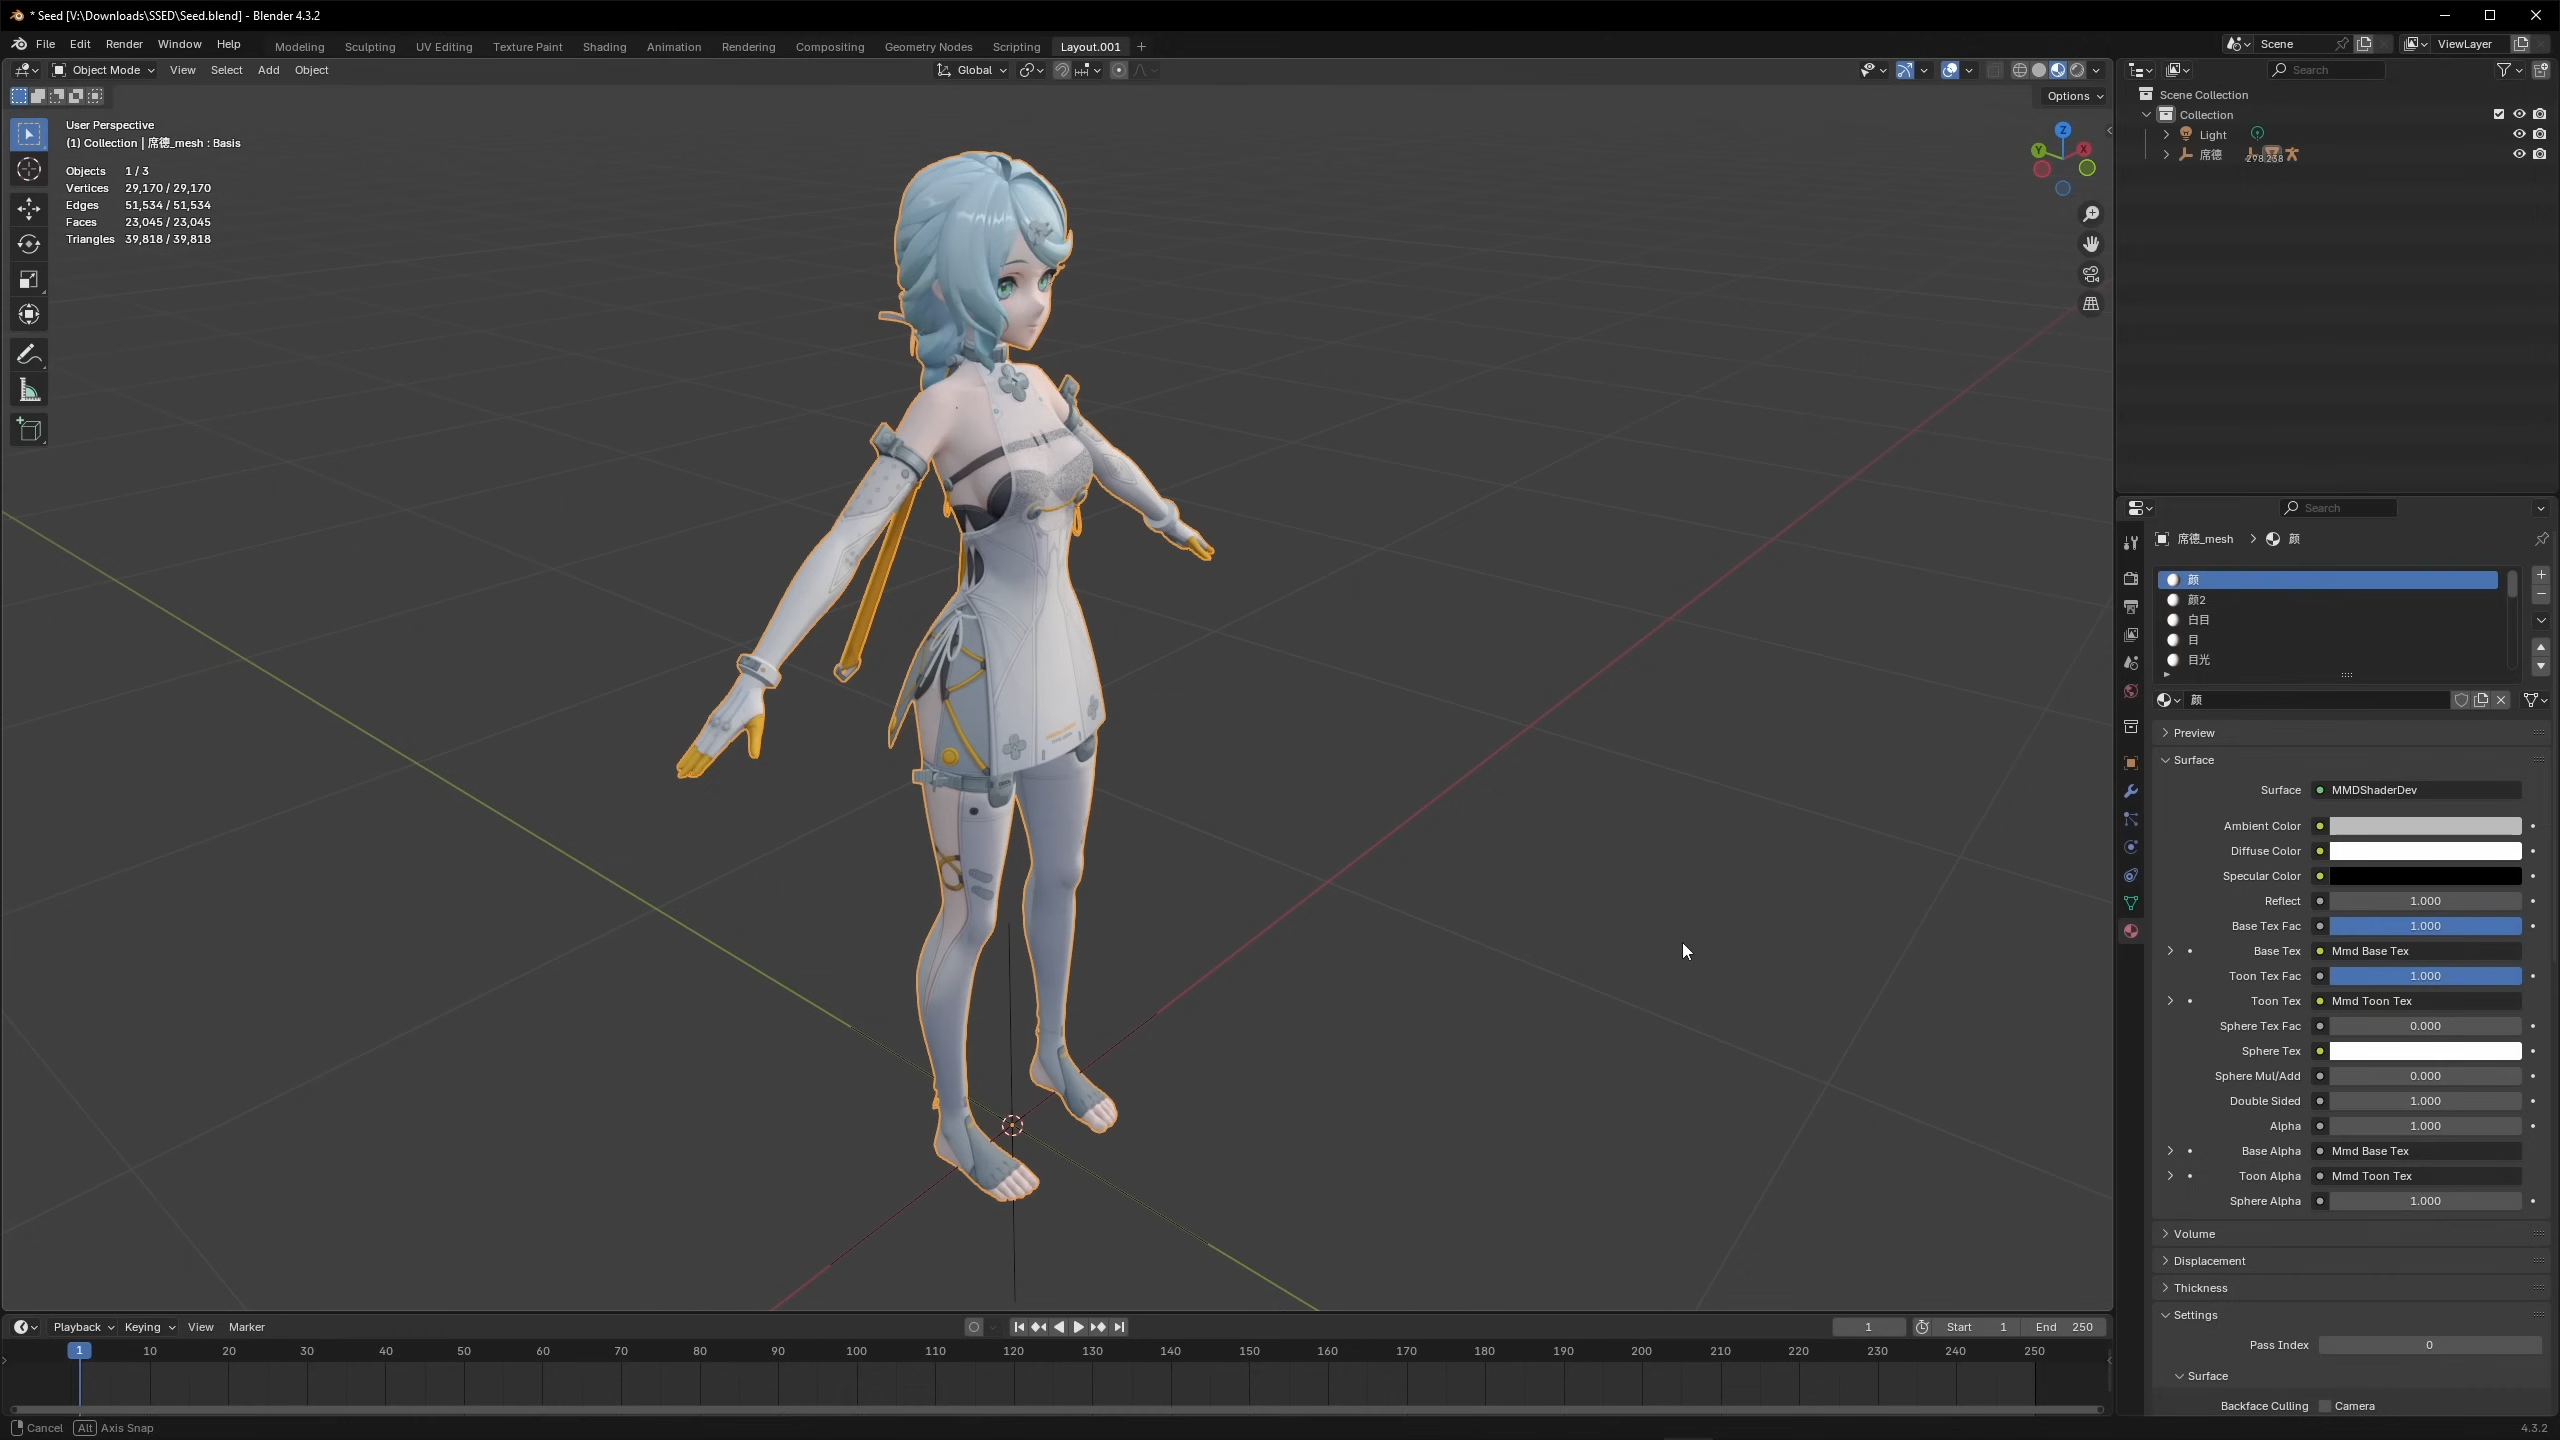 * Seed [V:\Downloads\SSED\Seed.blend] - Blender 4.3.2
File Edit Render Window Help Modeling Sculpting UV Editing Texture Paint Shading Animation Rendering Compositing Geometry Nodes Scripting Layout.001 + Scene ViewLayer
Object Mode View Select Add Object Global Search
Options
User Perspective
(1) Collection | 席德_mesh : Basis
Objects 1 / 3
Vertices 29,170 / 29,170
Edges 51,534 / 51,534
Faces 23,045 / 23,045
Triangles 39,818 / 39,818
Z
Y
X
Scene Collection
Collection
Light
席德 298 238
Search
席德_mesh > 颜
颜
颜2
白目
目
目光
颜
Preview
Surface
Surface MMDShaderDev
Ambient Color
Diffuse Color
Specular Color
Reflect 1.000
Base Tex Fac 1.000
Base Tex Mmd Base Tex
Toon Tex Fac 1.000
Toon Tex Mmd Toon Tex
Sphere Tex Fac 0.000
Sphere Tex
Sphere Mul/Add 0.000
Double Sided 1.000
Alpha 1.000
Base Alpha Mmd Base Tex
Toon Alpha Mmd Toon Tex
Sphere Alpha 1.000
Volume
Displacement
Thickness
Settings
Pass Index 0
Surface
Backface Culling Camera
Playback Keying View Marker 1 Start 1 End 250
1 10 20 30 40 50 60 70 80 90 100 110 120 130 140 150 160 170 180 190 200 210 220 230 240 250
Cancel Alt Axis Snap 4.3.2